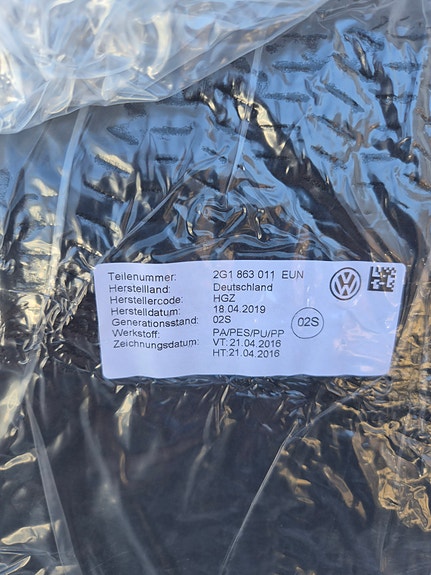 Teilenummer: 2G1 863 011 EUN
Herstelland: Deutschland
Herstellercode: HGZ
Herstelldatum: 18.04.2019
Generationsstand: 02S
Werkstoff: PA/PES/PU/PP
Zeichnungsdatum: VT:21.04.2016
HT:21.04.2016
02S